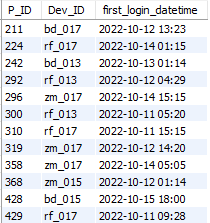 P_ID Dev_ID first_login_datetime
211 bd_017 2022-10-12 13:23
224 rf_017 2022-10-14 01:15
242 bd_013 2022-10-13 01:14
292 rf_013 2022-10-12 04:29
296 zm_017 2022-10-14 15:15
300 rf_013 2022-10-11 05:20
310 rf_017 2022-10-11 15:15
319 zm_017 2022-10-12 14:20
358 zm_017 2022-10-14 05:05
368 zm_015 2022-10-12 01:14
428 bd_015 2022-10-15 18:00
429 rf_017 2022-10-11 09:28